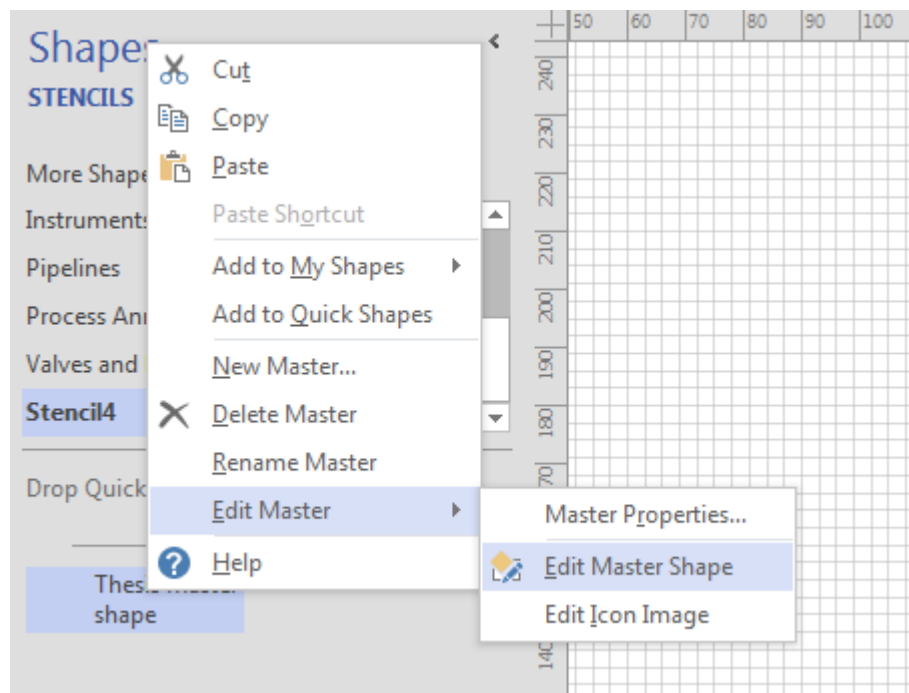 Shapes
STENCILS
More Shape
Instruments
Pipelines
Process An
Valves and
Stencil4
Drop Quick
shape
Cut
Copy
Paste
Paste Shortcut
Add to My Shapes
Add to Quick Shapes
New Master...
Delete Master
Rename Master
Edit Master
Help
Master Properties...
Edit Master Shape
Edit Icon Image
50 60 70 80 90 100
240
230
220
210
200
190
180
70
140